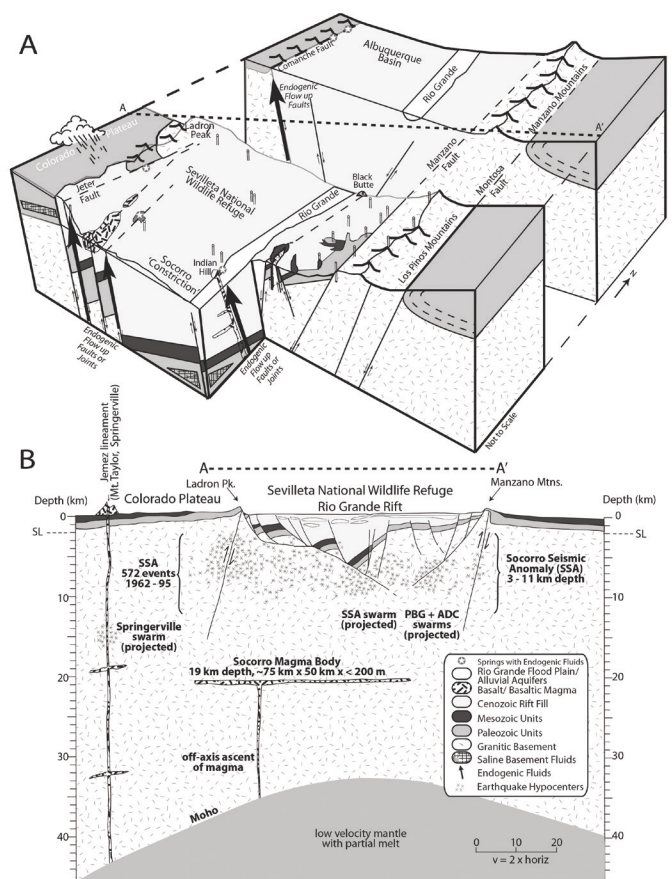 A
Comanche Fault
Albuquerque
Basin
Rio Grande
Manzano Mountains
Endogenic
Flow up
Faults
A
A'
Colorado Plateau
Ladron
Peak
Jeter
Fault
Sevilleta National
Wildlife Refuge
Manzano
Fault
Montosa
Fault
Black
Butte
Rio Grande
Los Pinos Mountains
Socorro
'Constriction'
Indian
Hill
N
Endogenic
Flow up
Faults or
Joints
Endogenic
Flow up
Faults or
Joints
Not to Scale
B
Jemez lineament
(Mt. Taylor, Springerville)
A
A'
Ladron Pk.
Sevilleta National Wildlife Refuge
Manzano Mtns.
Depth (km)
Colorado Plateau
Rio Grande Rift
Depth (km)
0
0
SL
SL
SSA
572 events
1962 - 95
Socorro Seismic
Anomaly (SSA)
3 - 11 km depth
10
10
SSA swarm
(projected)
PBG + ADC
swarms
(projected)
Springerville
swarm
(projected)
Socorro Magma Body
19 km depth, ~75 km x 50 km x < 200 m
20
20
Springs with Endogenic Fluids
Rio Grande Flood Plain/
Alluvial Aquifers
Basalt/ Basaltic Magma
Cenozoic Rift Fill
Mesozoic Units
Paleozoic Units
Granitic Basement
Saline Basement Fluids
Endogenic Fluids
Earthquake Hypocenters
off-axis ascent
of magma
30
30
Moho
40
40
low velocity mantle
with partial melt
0 10 20
v = 2 x horiz